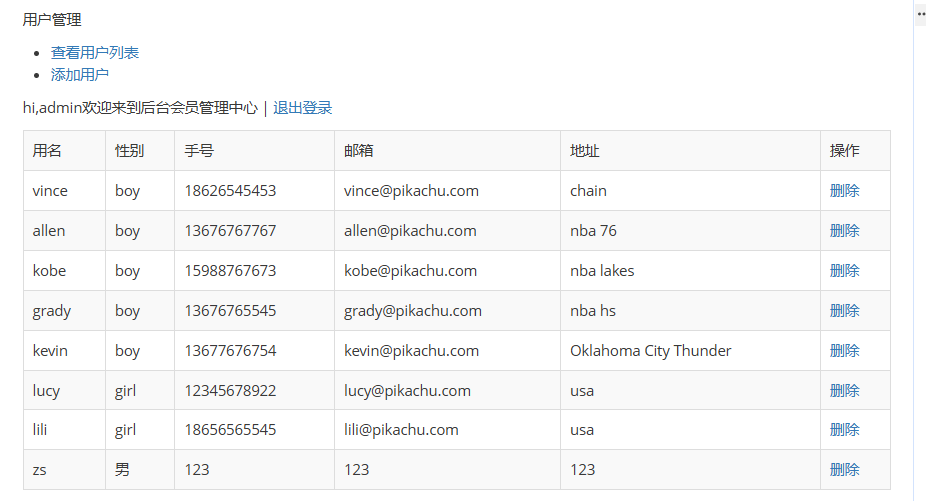 用户管理
查看用户列表
添加用户
hi,admin欢迎来到后台会员管理中心 | 退出登录
用名 性别 手号 邮箱 地址 操作
vince boy 18626545453 vince@pikachu.com chain 删除
allen boy 13676767767 allen@pikachu.com nba 76 删除
kobe boy 15988767673 kobe@pikachu.com nba lakes 删除
grady boy 13676765545 grady@pikachu.com nba hs 删除
kevin boy 13677676754 kevin@pikachu.com Oklahoma City Thunder 删除
lucy girl 12345678922 lucy@pikachu.com usa 删除
lili girl 18656565545 lili@pikachu.com usa 删除
zs 男 123 123 123 删除